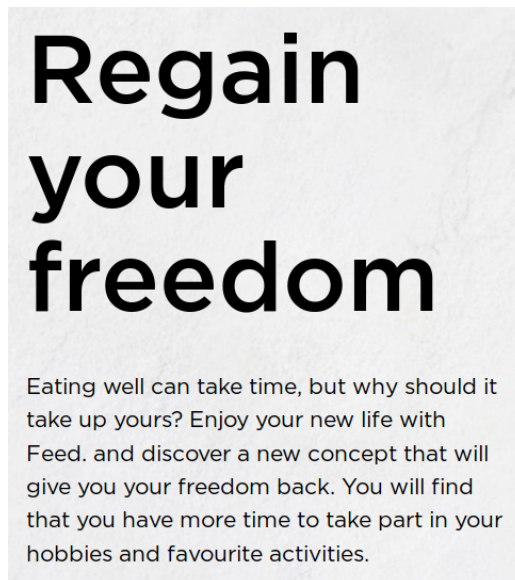 Regain
your
freedom
Eating well can take time, but why should it
take up yours? Enjoy your new life with
Feed. and discover a new concept that will
give you your freedom back. You will find
that you have more time to take part in your
hobbies and favourite activities.